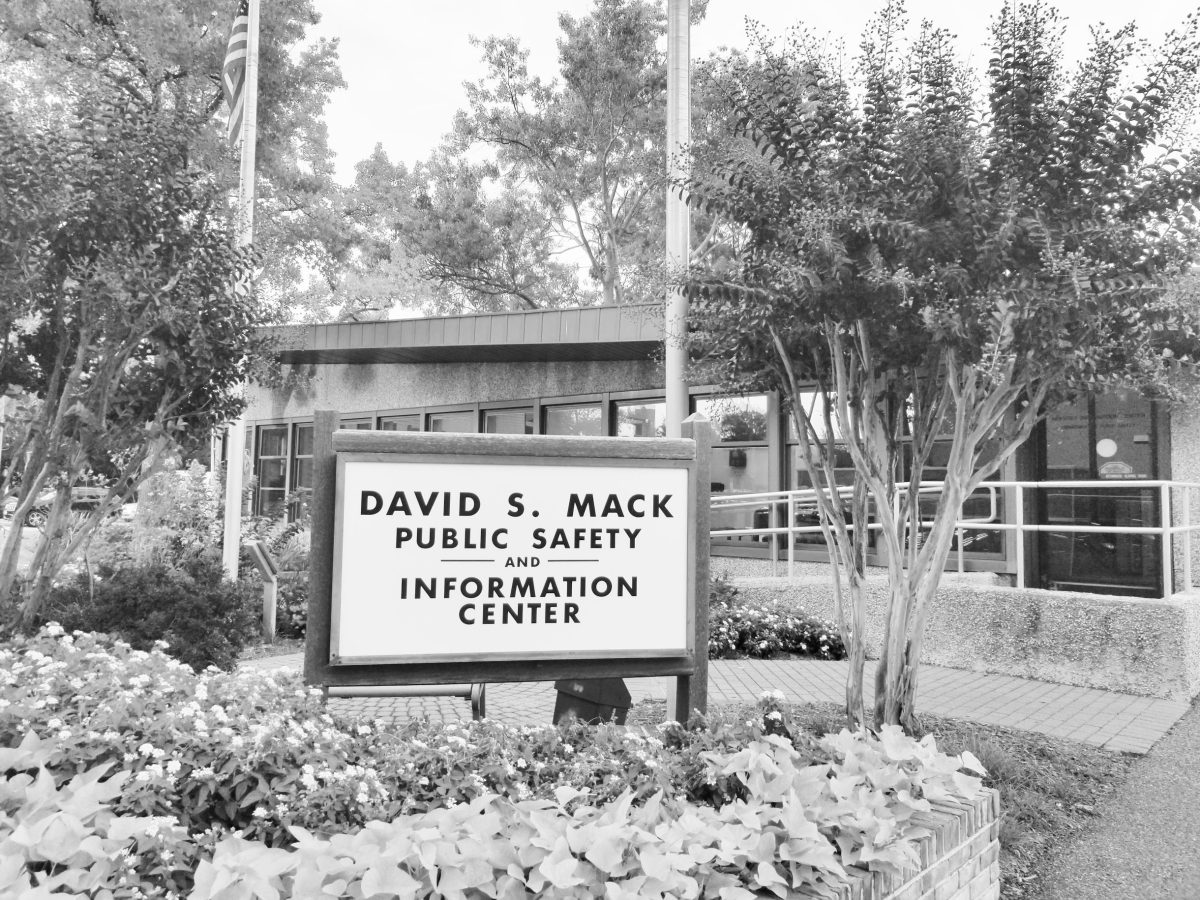 DAVID S. MACK
PUBLIC SAFETY
AND
INFORMATION
CENTER